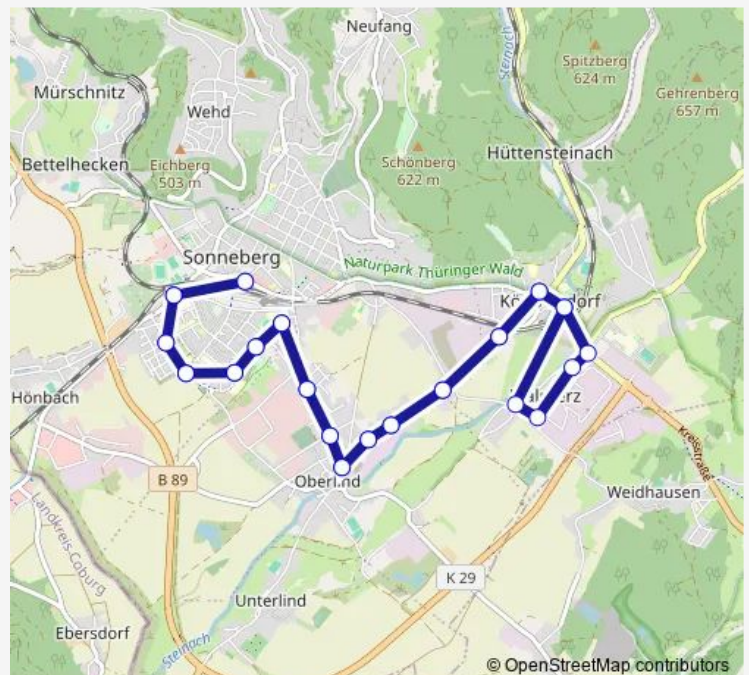 Neufang
Steinach
Spitzberg
624 m
Gehrenberg
657 m
Mürschnitz
Wehd
Bettelhecken
Eichberg
503 m
Schönberg
622 m
Hüttensteinach
Sonneberg
Naturpark Thüringer Wald
Hönbach
B 89
Oberlind
Kreisstraße
Weidhausen
Landkreis Coburg
K 29
Unterlind
Ebersdorf
Steinach
© OpenStreetMap contributors